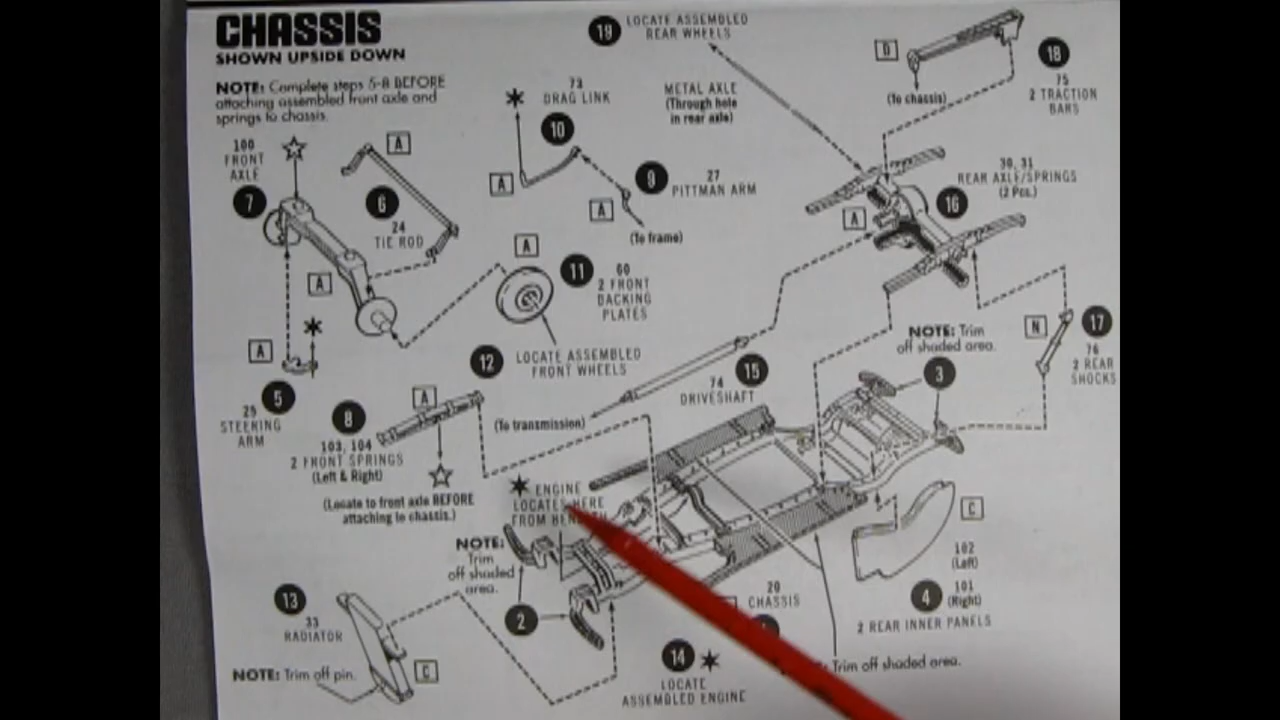 CHASSIS
SHOWN UPSIDE DOWN
NOTE: Complete steps 5-8 BEFORE
attaching assembled front axle and
springs to chassis.
100
FRONT
AXLE
7
A
6
24
TIE ROD
A
A
5
25
STEERING
ARM
73
DRAG LINK
10
A
9
27
PITTMAN ARM
A
(To frame)
A
11
60
2 FRONT
BACKING
PLATES
12
LOCATE ASSEMBLED
FRONT WHEELS
8
A
103, 104
2 FRONT SPRINGS
(Left & Right)
(Locate to front axle BEFORE
attaching to chassis.)
19
LOCATE ASSEMBLED
REAR WHEELS
METAL AXLE
(Through hole
in rear axle)
D
(To chassis)
18
75
2 TRACTION
BARS
30, 31
REAR AXLE/SPRINGS
(2 Pcs.)
16
A
N
17
76
2 REAR
SHOCKS
NOTE: Trim
off shaded area.
3
15
74
DRIVESHAFT
(To transmission)
ENGINE
LOCATES HERE
FROM
NOTE:
Trim
off shaded
area.
2
13
33
RADIATOR
NOTE: Trim off pin.
C
14
LOCATE
ASSEMBLED ENGINE
20
CHASSIS
C
102
(Left)
4
101
(Right)
2 REAR INNER PANELS
Trim off shaded area.